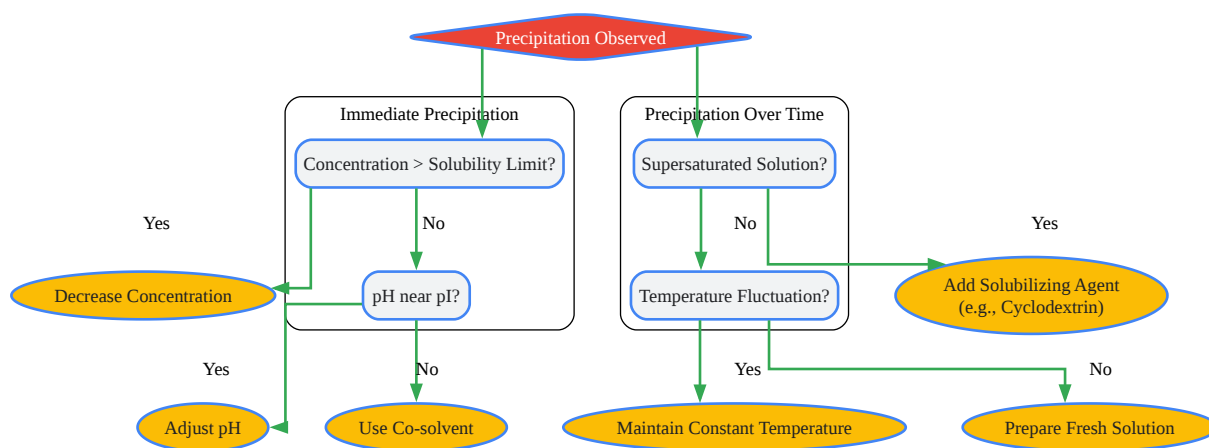 Precipitation Observed
Immediate Precipitation
Precipitation Over Time
Concentration > Solubility Limit?
Supersaturated Solution?
Yes
No
No
Yes
Decrease Concentration
pH near pI?
Temperature Fluctuation?
Add Solubilizing Agent
(e.g., Cyclodextrin)
Yes
No
Yes
No
Adjust pH
Use Co-solvent
Maintain Constant Temperature
Prepare Fresh Solution